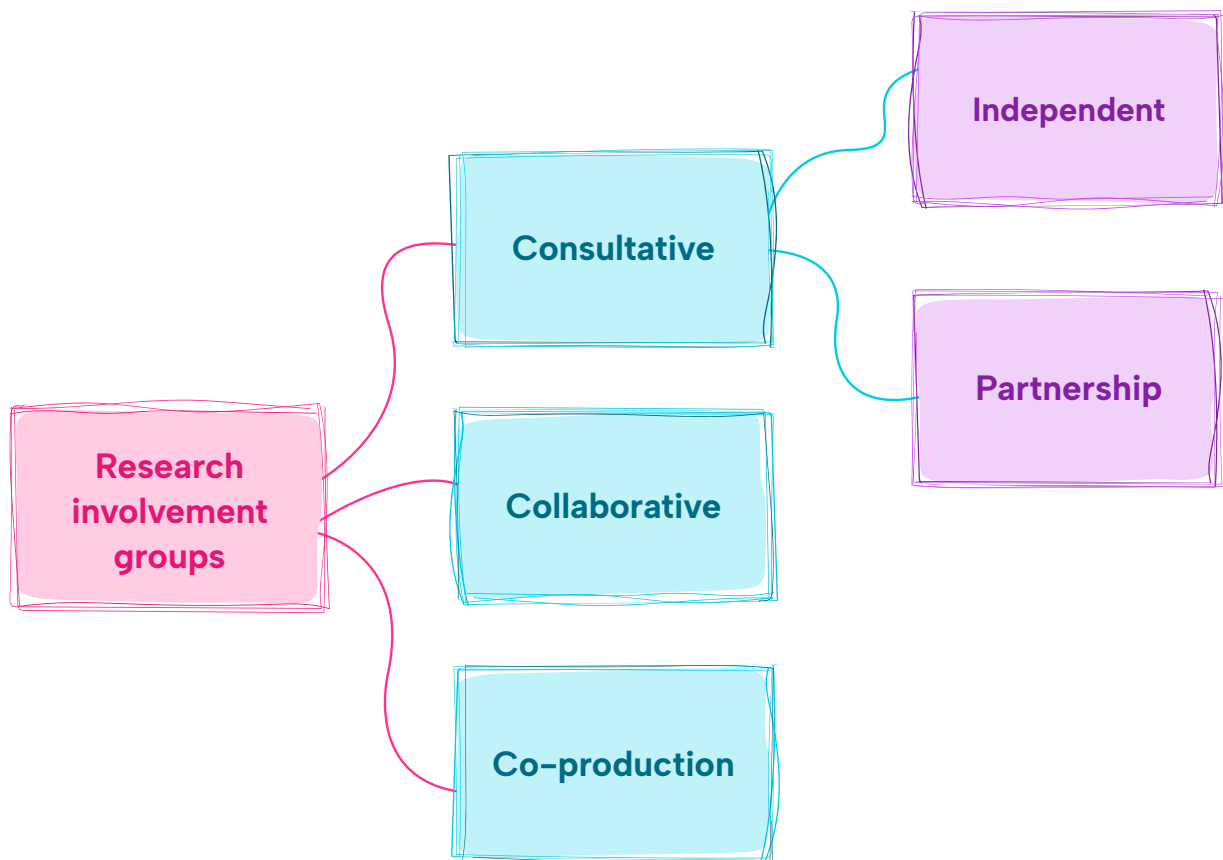 Research
involvement
groups
Consultative
Independent
Partnership
Collaborative
Co-production